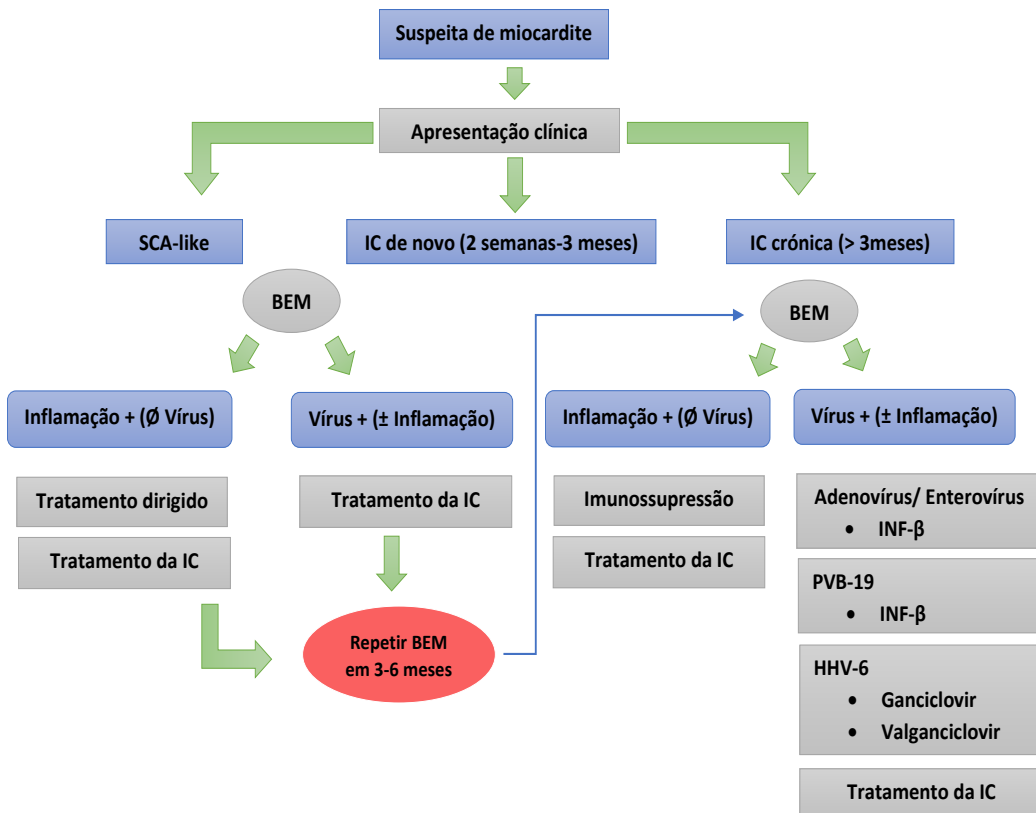 Suspeita de miocardite
Apresentação clínica
SCA-like
IC de novo (2 semanas-3 meses)
IC crónica (> 3meses)
BEM
BEM
Inflamação + (Ø Vírus)
Vírus + (± Inflamação)
Inflamação + (Ø Vírus)
Vírus + (± Inflamação)
Tratamento dirigido
Tratamento da IC
Tratamento da IC
Repetir BEM
em 3-6 meses
Imunossupressão
Tratamento da IC
Adenovírus/ Enterovírus
• INF-β
PVB-19
• INF-β
HHV-6
• Ganciclovir
• Valganciclovir
Tratamento da IC